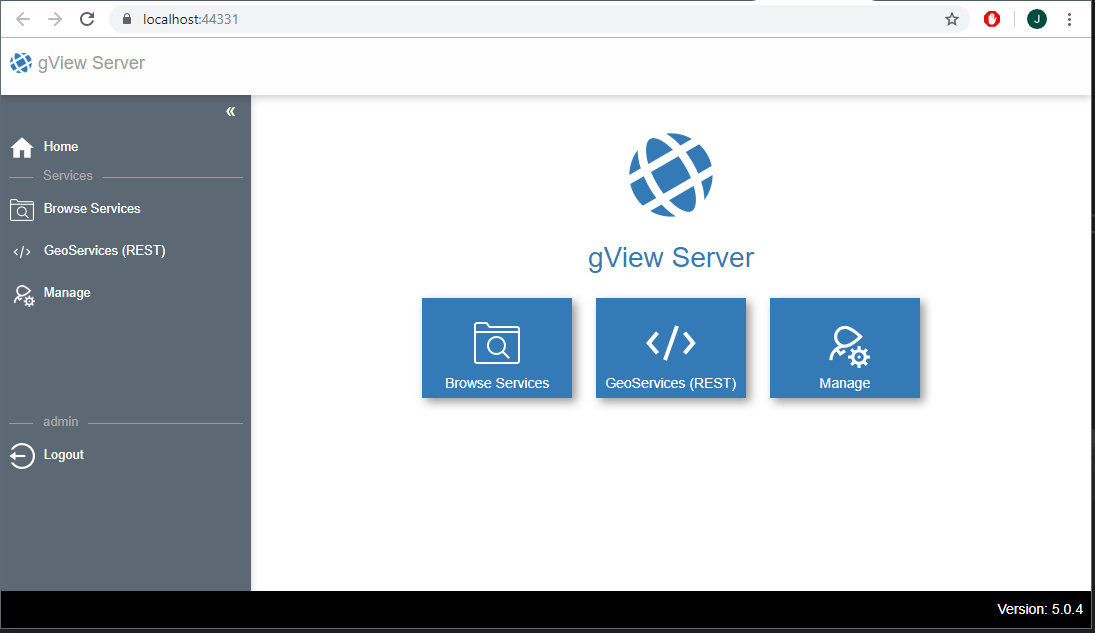 localhost:44331
J
gView Server
«
Home
Services
Browse Services
GeoServices (REST)
Manage
admin
Logout
gView Server
Browse Services
GeoServices (REST)
Manage
Version: 5.0.4